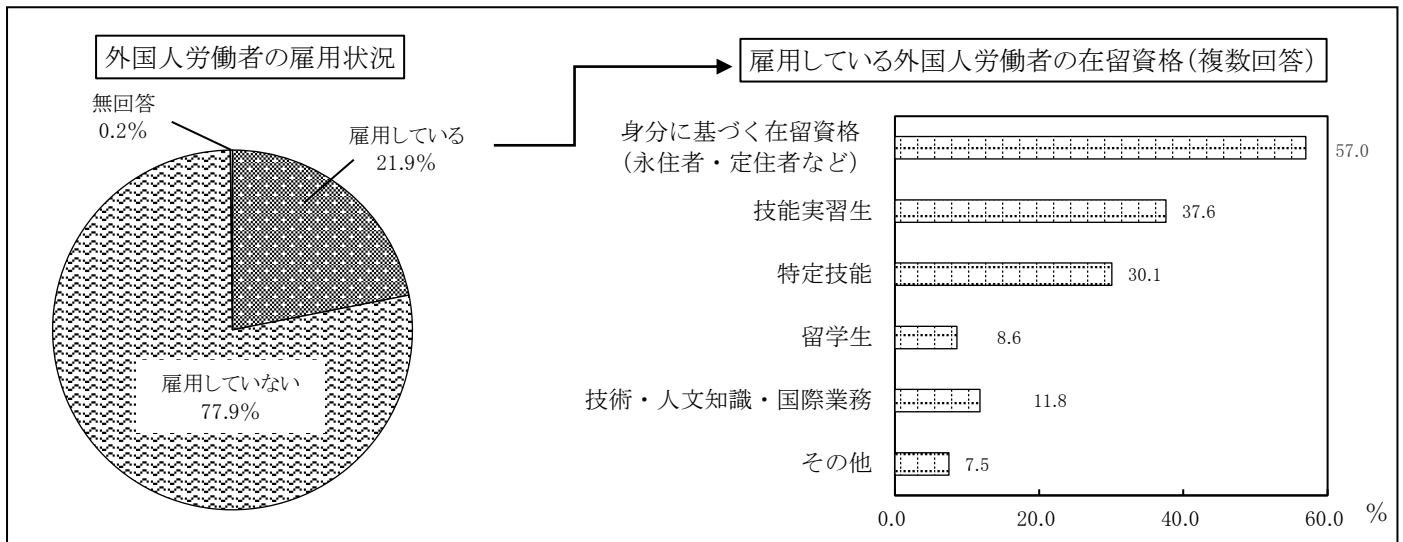 外国人労働者の雇用状況
無回答
0.2%
雇用している
21.9%
雇用していない
77.9%
雇用している外国人労働者の在留資格(複数回答)
身分に基づく在留資格
(永住者・定住者など)
57.0
技能実習生
37.6
特定技能
30.1
留学生
8.6
技術・人文知識・国際業務
11.8
その他
7.5
0.0 20.0 40.0 60.0 %